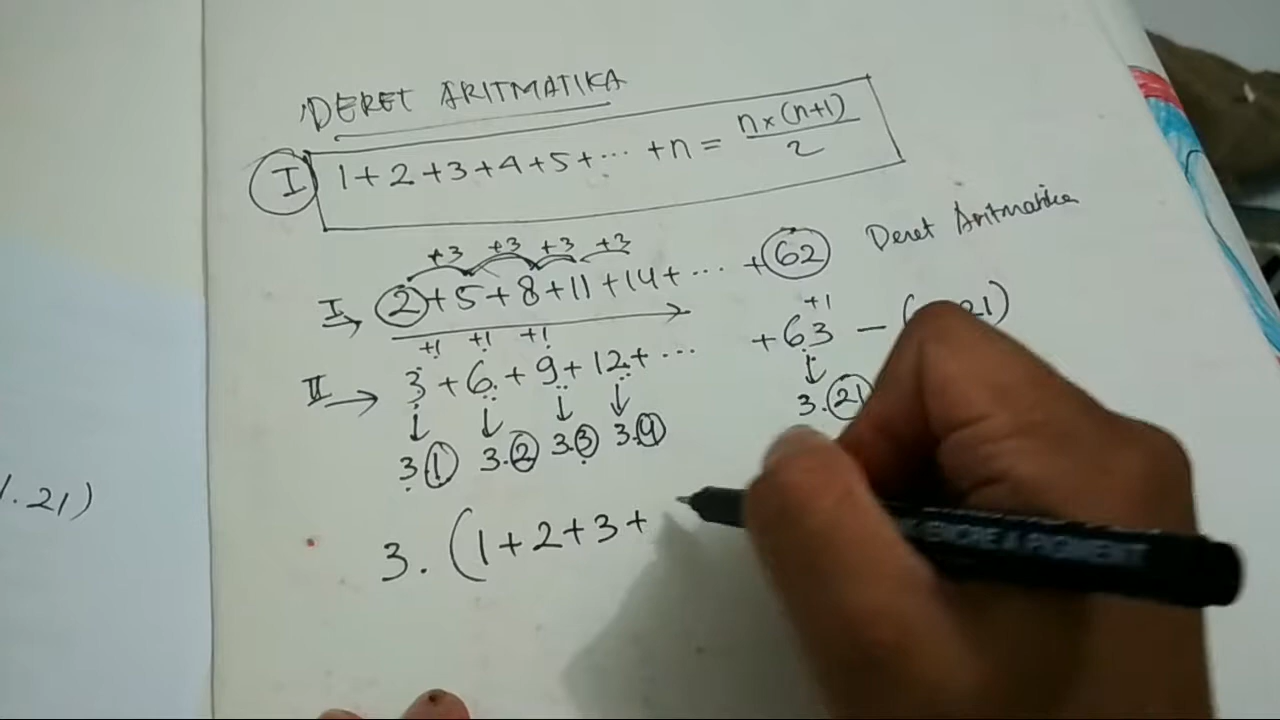 DERET ARITMATIKA
I 1+2+3+4+5+... +n = n×(n+1)/2
+3 +3 +3 +3
I→ 2+5+8+11+14+... +62 Deret Aritmatika
+1 +1 +1 +1
II→ 3+6+9+12+... +63 - ( 21)
↓ ↓ ↓ ↓ ↓
3.1 3.2 3.3 3.4 3.21
.21)
3. (1+2+3+
PIGMENT